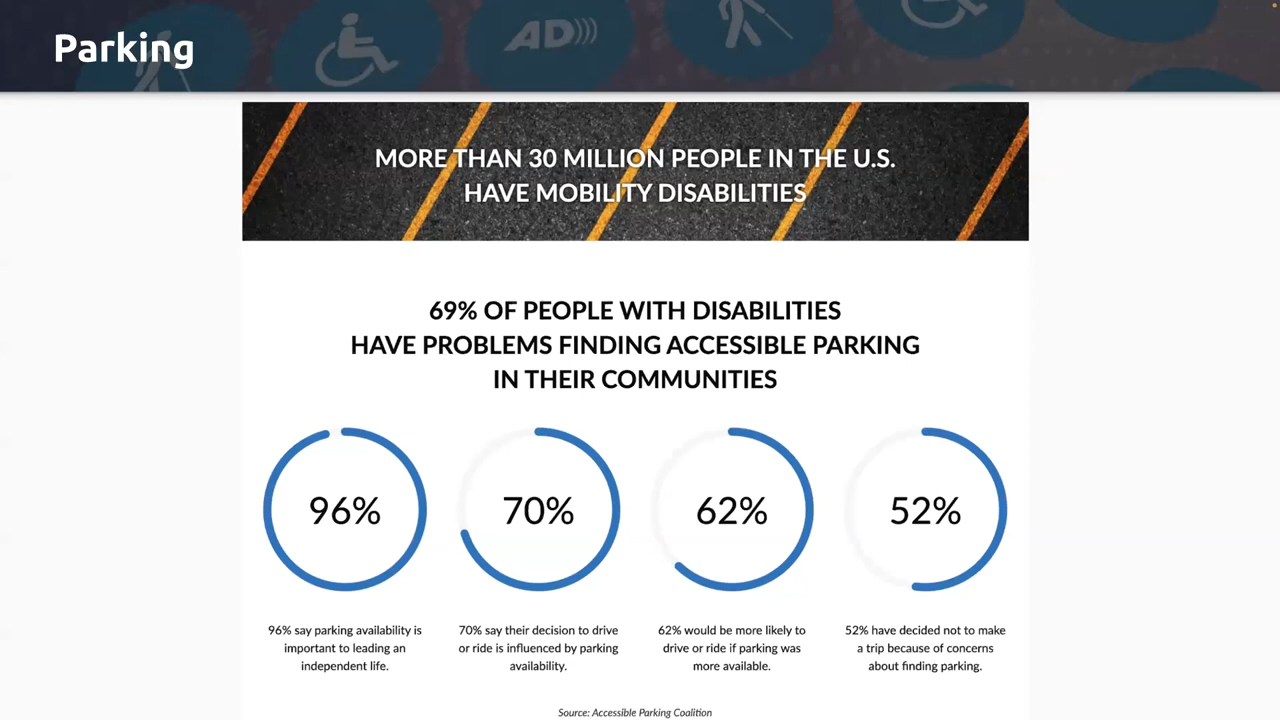 Parking
AD)))
MORE THAN 30 MILLION PEOPLE IN THE U.S.
HAVE MOBILITY DISABILITIES
69% OF PEOPLE WITH DISABILITIES
HAVE PROBLEMS FINDING ACCESSIBLE PARKING
IN THEIR COMMUNITIES
96%
70%
62%
52%
96% say parking availability is
important to leading an
independent life.
70% say their decision to drive
or ride is influenced by parking
availability.
62% would be more likely to
drive or ride if parking was
more available.
52% have decided not to make
a trip because of concerns
about finding parking.
Source: Accessible Parking Coalition